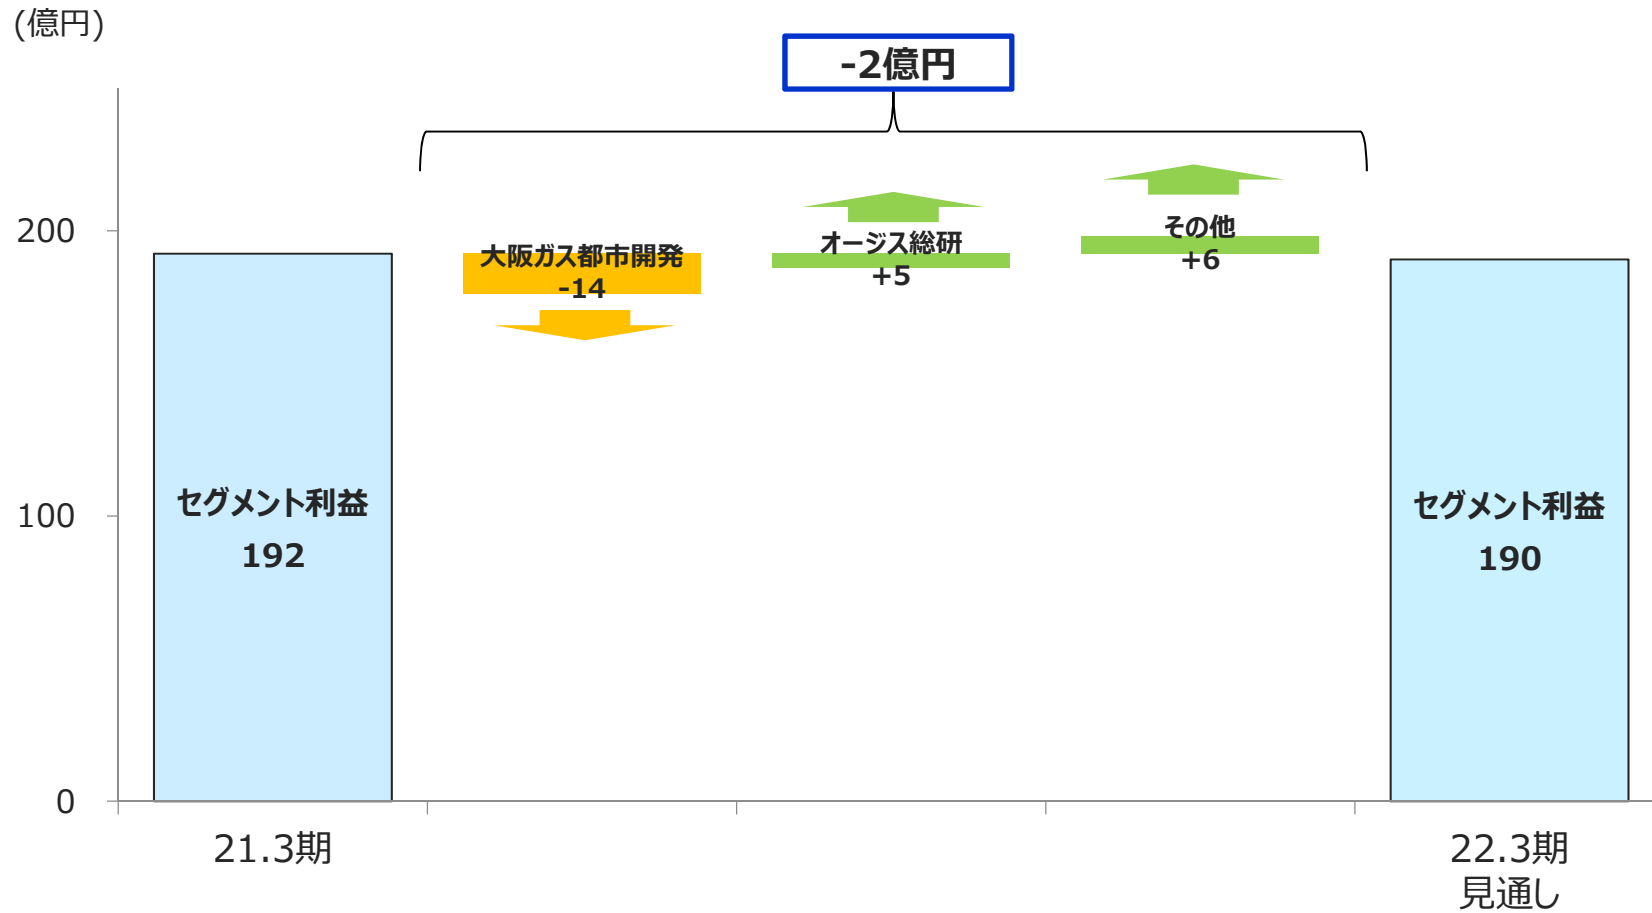 (億円)
-2億円
200
100
0
セグメント利益
192
大阪ガス都市開発
-14
オージス総研
+5
その他
+6
セグメント利益
190
21.3期
22.3期
見通し